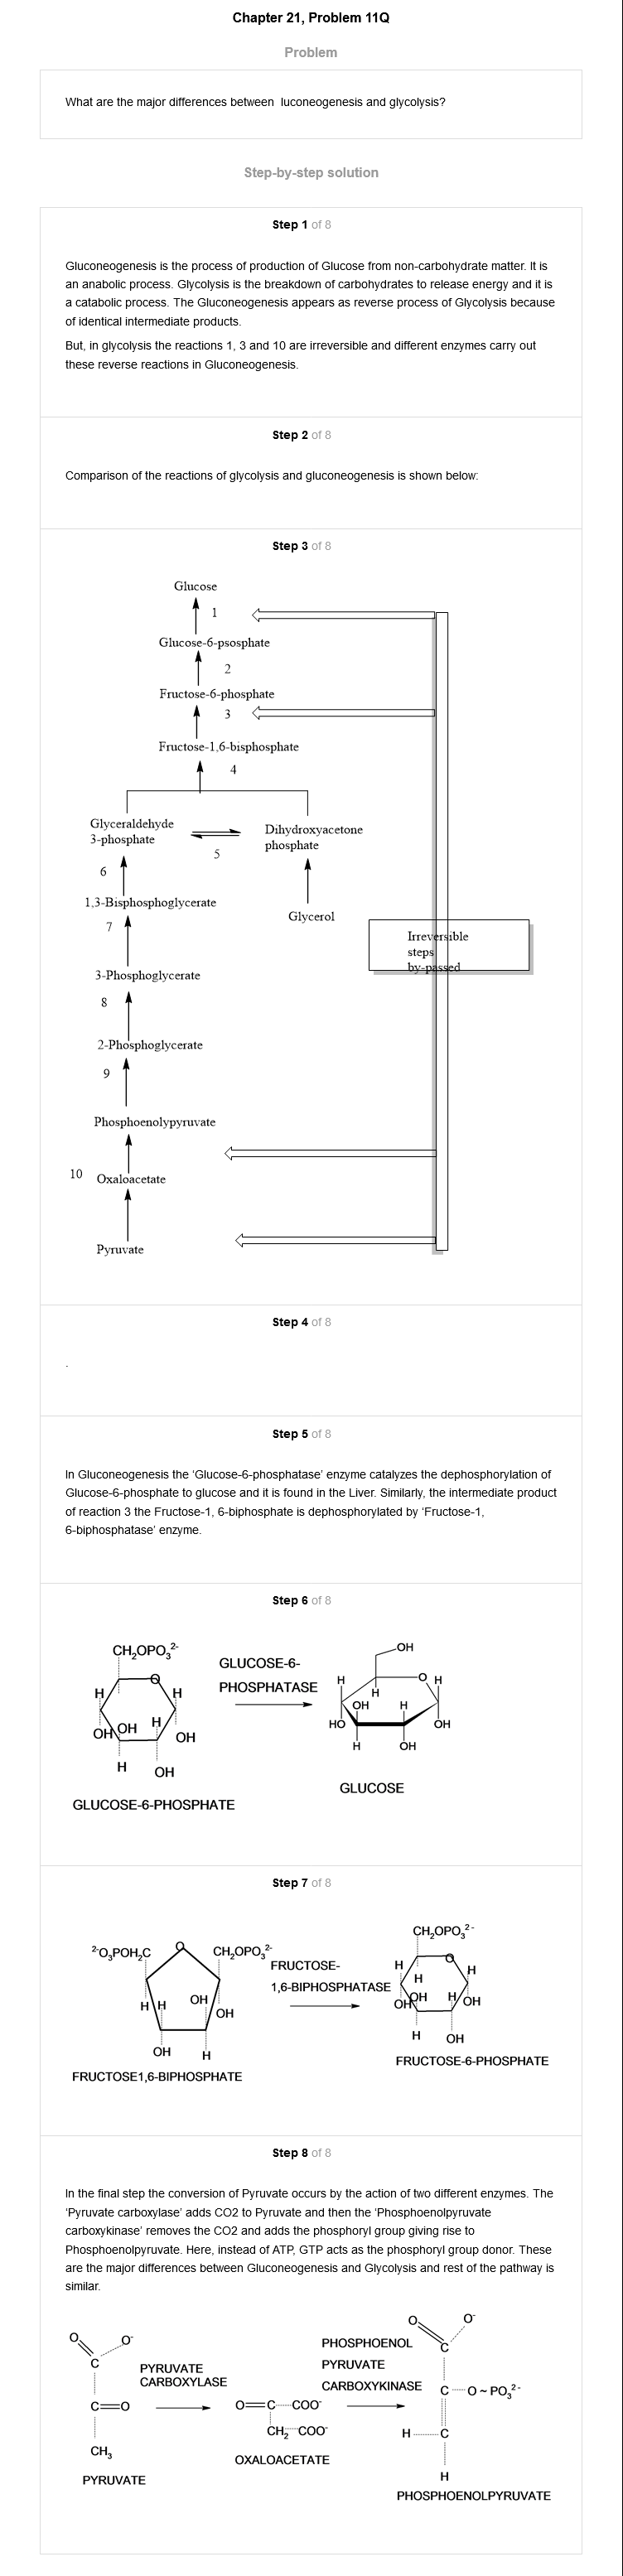 Chapter 21, Problem 11Q
Problem
What are the major differences between  luconeogenesis and glycolysis?
Step-by-step solution
Step 1 of 8
Gluconeogenesis is the process of production of Glucose from non-carbohydrate matter. It is
an anabolic process. Glycolysis is the breakdown of carbohydrates to release energy and it is
a catabolic process. The Gluconeogenesis appears as reverse process of Glycolysis because
of identical intermediate products.
But, in glycolysis the reactions 1, 3 and 10 are irreversible and different enzymes carry out
these reverse reactions in Gluconeogenesis.
Step 2 of 8
Comparison of the reactions of glycolysis and gluconeogenesis is shown below:
Step 3 of 8
Glucose
1
Glucose-6-psosphate
2
Fructose-6-phosphate
3
Fructose-1,6-bisphosphate
4
Glyceraldehyde
3-phosphate
Dihydroxyacetone
phosphate
5
6
1,3-Bisphosphoglycerate
Glycerol
7
Irreversible
steps
by-passed
3-Phosphoglycerate
8
2-Phosphoglycerate
9
Phosphoenolypyruvate
10 Oxaloacetate
Pyruvate
Step 4 of 8
.
Step 5 of 8
In Gluconeogenesis the ‘Glucose-6-phosphatase’ enzyme catalyzes the dephosphorylation of
Glucose-6-phosphate to glucose and it is found in the Liver. Similarly, the intermediate product
of reaction 3 the Fructose-1, 6-biphosphate is dephosphorylated by ‘Fructose-1,
6-biphosphatase’ enzyme.
Step 6 of 8
CH2OPO3 2-
O
H H
OH OH H OH
H OH
GLUCOSE-6-PHOSPHATE
GLUCOSE-6-
PHOSPHATASE
OH
H O H
H
OH H
HO OH
H OH
GLUCOSE
Step 7 of 8
2-O3POH2C O CH2OPO3 2-
H H OH OH
OH H
FRUCTOSE1,6-BIPHOSPHATE
FRUCTOSE-
1,6-BIPHOSPHATASE
CH2OPO3 2-
O
H H
H
OH OH H OH
H OH
FRUCTOSE-6-PHOSPHATE
Step 8 of 8
In the final step the conversion of Pyruvate occurs by the action of two different enzymes. The
‘Pyruvate carboxylase’ adds CO2 to Pyruvate and then the ‘Phosphoenolpyruvate
carboxykinase’ removes the CO2 and adds the phosphoryl group giving rise to
Phosphoenolpyruvate. Here, instead of ATP, GTP acts as the phosphoryl group donor. These
are the major differences between Gluconeogenesis and Glycolysis and rest of the pathway is
similar.
O O-
C
C O
CH3
PYRUVATE
PYRUVATE
CARBOXYLASE
O C COO-
CH2 COO-
OXALOACETATE
PHOSPHOENOL
PYRUVATE
CARBOXYKINASE
O O-
C
C O ~ PO3 2-
H C
H
PHOSPHOENOLPYRUVATE